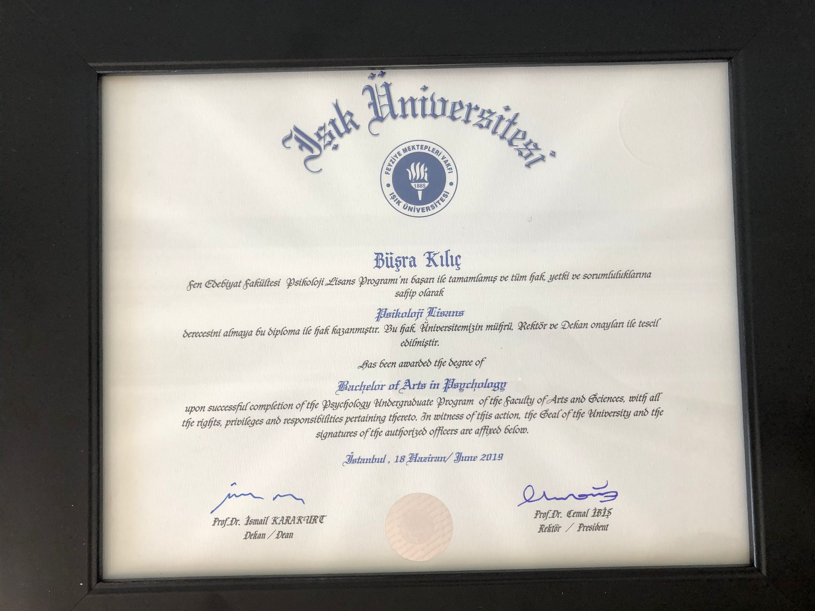 Işık Üniversitesi
FEYZİYE MEKTEPLERİ VAKFI
1885
IŞIK ÜNİVERSİTESİ
Büşra Kılıç
Fen Edebiyat Fakültesi Psikoloji Lisans Programı'nı başarı ile tamamlamış ve tüm hak, yetki ve sorumluluklarına
sahip olarak
Psikoloji Lisans
derecesini almaya bu diploma ile hak kazanmıştır. Bu hak, Üniversitemizin mührü, Rektör ve Dekan onayları ile tescil
edilmiştir.
Has been awarded the degree of
Bachelor of Arts in Psychology
upon successful completion of the Psychology Undergraduate Program of the Faculty of Arts and Sciences, with all
the rights, privileges and responsibilities pertaining thereto. In witness of this action, the Seal of the University and the
signatures of the authorized officers are affixed below.
İstanbul , 18 Haziran/ June 2019
Prof.Dr. İsmail KARAKURT
Dekan / Dean
Prof.Dr. Cemal İBİŞ
Rektör / President